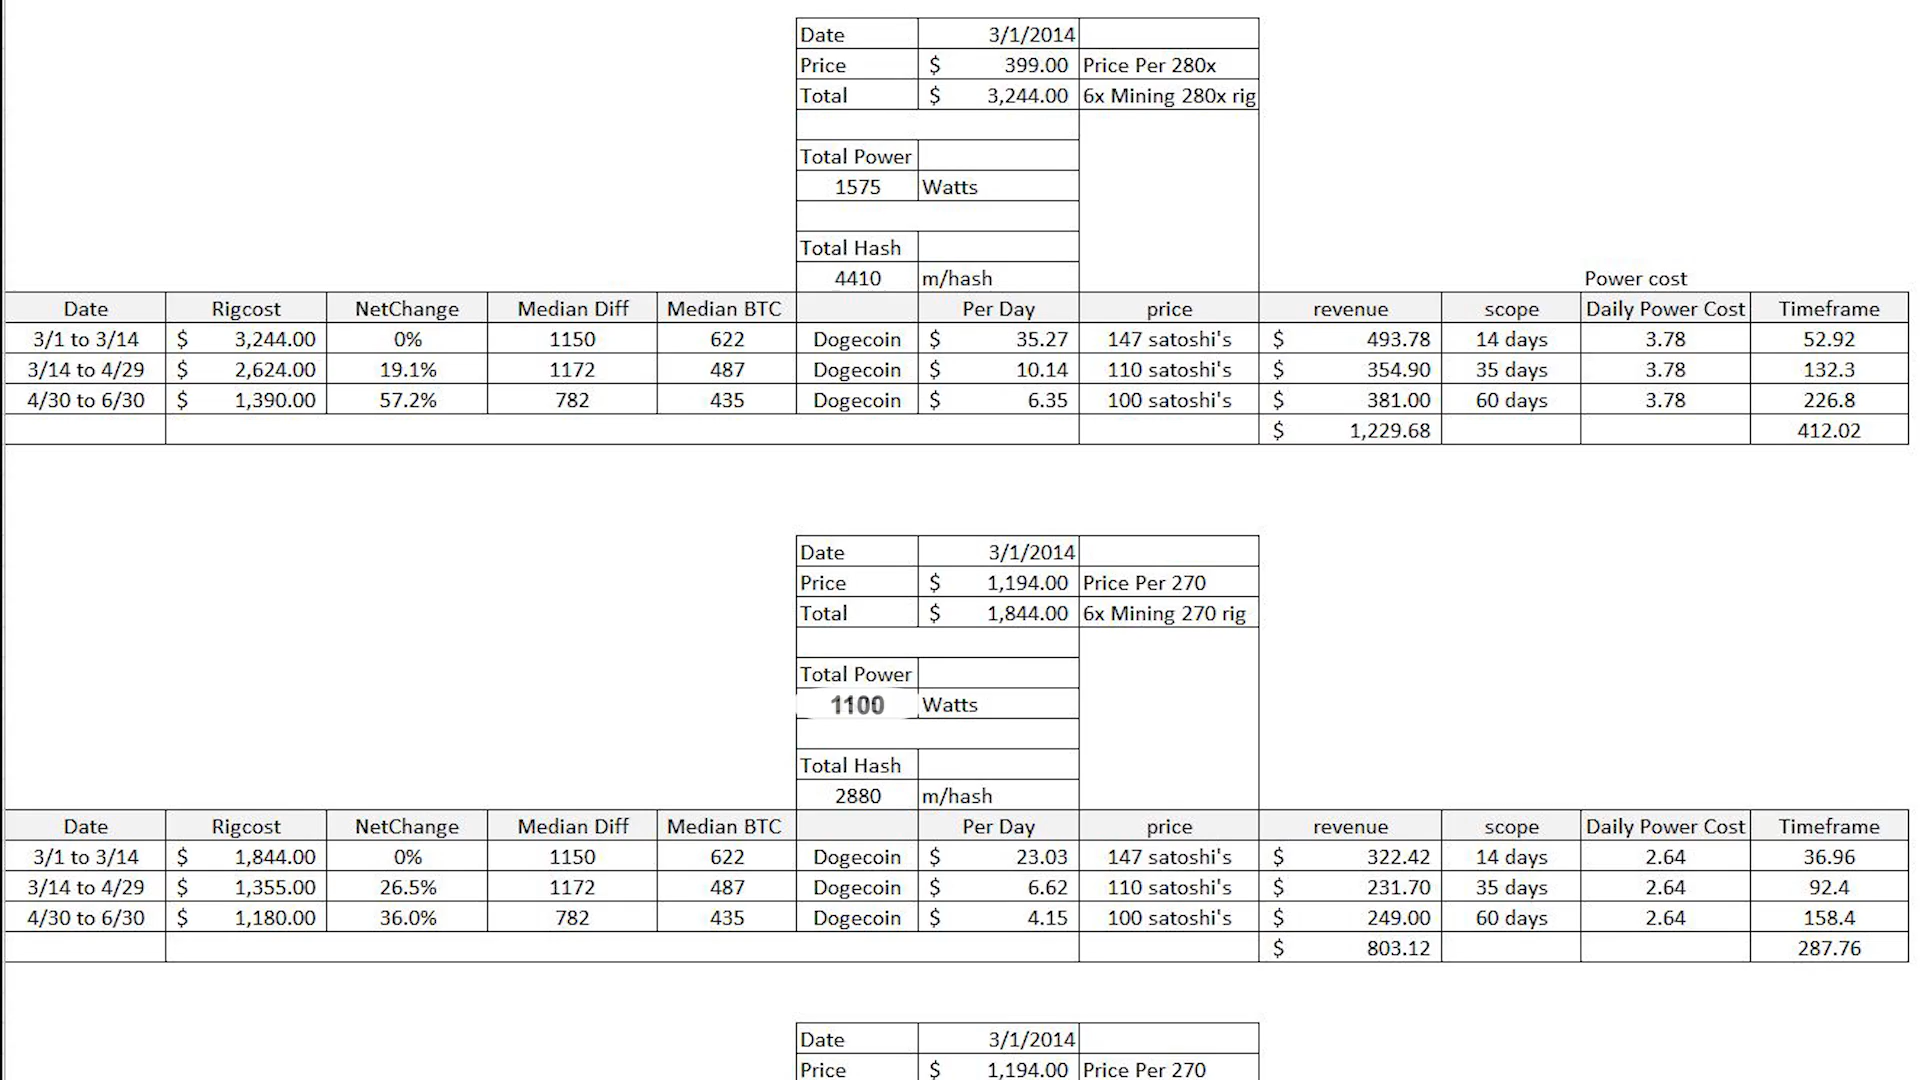 Date 3/1/2014
Price $ 399.00 Price Per 280x
Total $ 3,244.00 6x Mining 280x rig
Total Power
1575 Watts
Total Hash
4410 m/hash Power cost
Date Rigcost NetChange Median Diff Median BTC Per Day price revenue scope Daily Power Cost Timeframe
3/1 to 3/14 $ 3,244.00 0% 1150 622 Dogecoin $ 35.27 147 satoshi's $ 493.78 14 days 3.78 52.92
3/14 to 4/29 $ 2,624.00 19.1% 1172 487 Dogecoin $ 10.14 110 satoshi's $ 354.90 35 days 3.78 132.3
4/30 to 6/30 $ 1,390.00 57.2% 782 435 Dogecoin $ 6.35 100 satoshi's $ 381.00 60 days 3.78 226.8
$ 1,229.68 412.02
Date 3/1/2014
Price $ 1,194.00 Price Per 270
Total $ 1,844.00 6x Mining 270 rig
Total Power
1100 Watts
Total Hash
2880 m/hash
Date Rigcost NetChange Median Diff Median BTC Per Day price revenue scope Daily Power Cost Timeframe
3/1 to 3/14 $ 1,844.00 0% 1150 622 Dogecoin $ 23.03 147 satoshi's $ 322.42 14 days 2.64 36.96
3/14 to 4/29 $ 1,355.00 26.5% 1172 487 Dogecoin $ 6.62 110 satoshi's $ 231.70 35 days 2.64 92.4
4/30 to 6/30 $ 1,180.00 36.0% 782 435 Dogecoin $ 4.15 100 satoshi's $ 249.00 60 days 2.64 158.4
$ 803.12 287.76
Date 3/1/2014
Price $ 1,194.00 Price Per 270